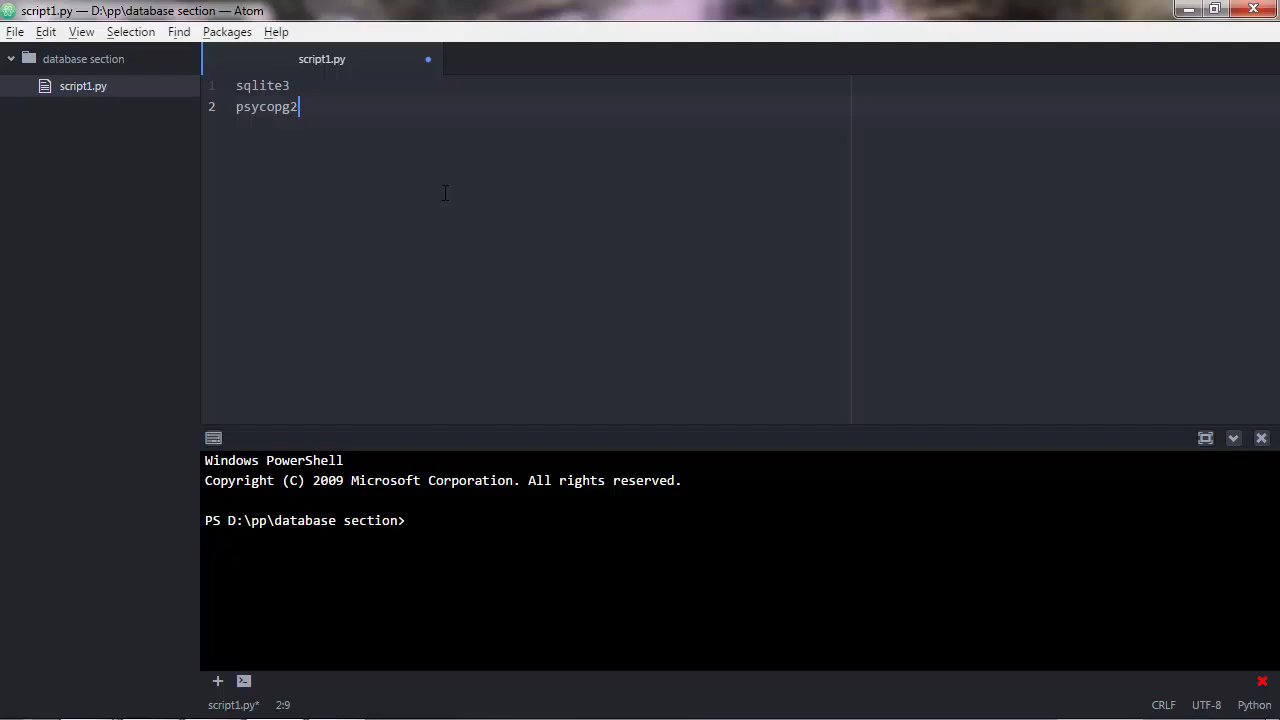 script1.py — D:\pp\database section — Atom
File Edit View Selection Find Packages Help
database section
script1.py
script1.py
1 sqlite3
2 psycopg2
Windows PowerShell
Copyright (C) 2009 Microsoft Corporation. All rights reserved.
PS D:\pp\database section>
script1.py* 2:9 CRLF UTF-8 Python